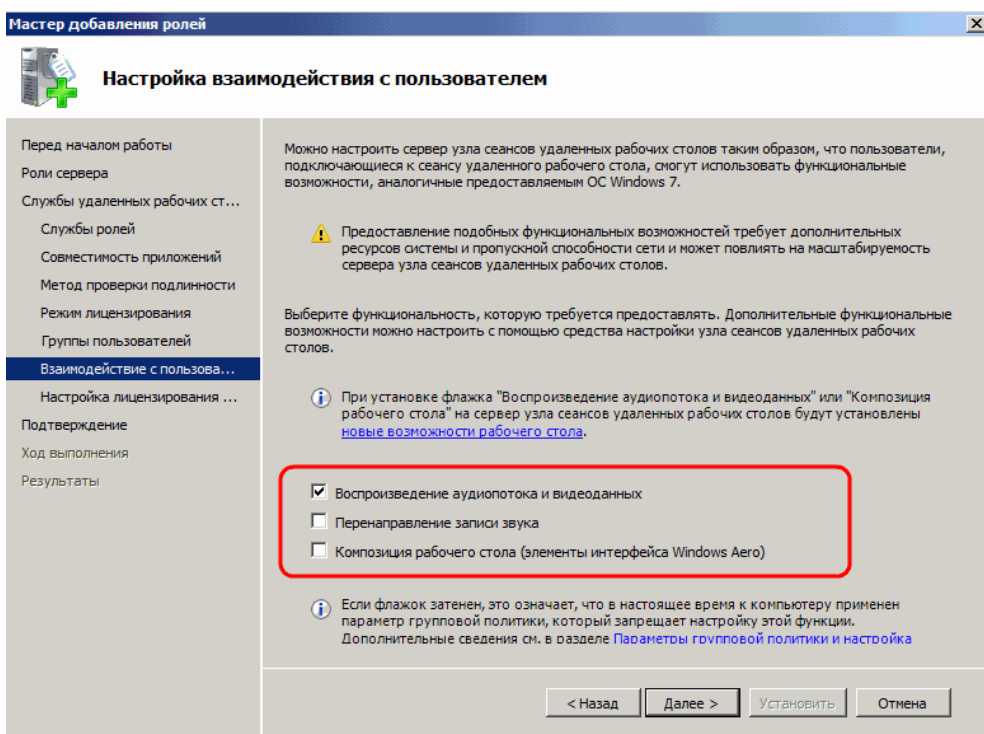 Мастер добавления ролей
Настройка взаимодействия с пользователем
Перед началом работы
Роли сервера
Службы удаленных рабочих ст...
Службы ролей
Совместимость приложений
Метод проверки подлинности
Режим лицензирования
Группы пользователей
Взаимодействие с пользова...
Настройка лицензирования ...
Подтверждение
Ход выполнения
Результаты
Можно настроить сервер узла сеансов удаленных рабочих столов таким образом, что пользователи,
подключающиеся к сеансу удаленного рабочего стола, смогут использовать функциональные
возможности, аналогичные предоставляемым ОС Windows 7.
Предоставление подобных функциональных возможностей требует дополнительных
ресурсов системы и пропускной способности сети и может повлиять на масштабируемость
сервера узла сеансов удаленных рабочих столов.
Выберите функциональность, которую требуется предоставлять. Дополнительные функциональные
возможности можно настроить с помощью средства настройки узла сеансов удаленных рабочих
столов.
При установке флажка "Воспроизведение аудиопотока и видеоданных" или "Композиция
рабочего стола" на сервер узла сеансов удаленных рабочих столов будут установлены
новые возможности рабочего стола.
Воспроизведение аудиопотока и видеоданных
Перенаправление записи звука
Композиция рабочего стола (элементы интерфейса Windows Aero)
Если флажок затенен, это означает, что в настоящее время к компьютеру применен
параметр групповой политики, который запрещает настройку этой функции.
Дополнительные сведения см. в разделе Параметры групповой политики и настройка
< Назад Далее > Установить Отмена